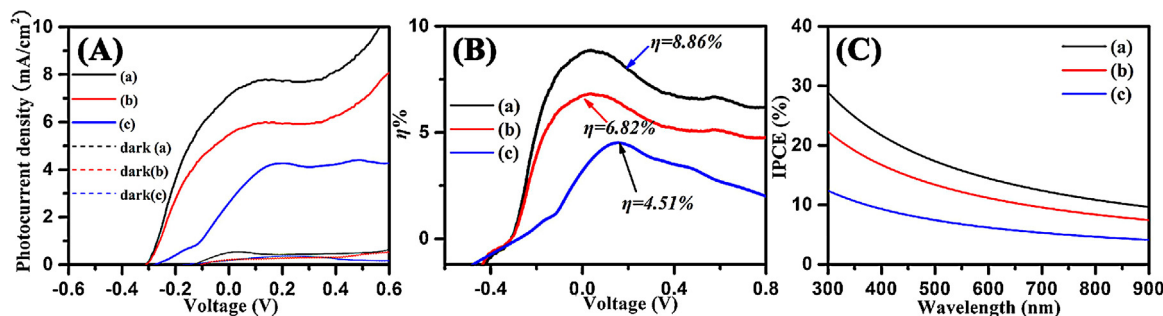 (A)
Photocurrent density (mA/cm²)
10
8
6
4
2
0
(a)
(b)
(c)
dark (a)
dark(b)
dark(c)
-0.6 -0.4 -0.2 0.0 0.2 0.4 0.6
Voltage (V)
(B)
η%
10
5
0
(a)
(b)
(c)
η=8.86%
η=6.82%
η=4.51%
-0.4 0.0 0.4 0.8
Voltage (V)
(C)
IPCE (%)
40
30
20
10
0
(a)
(b)
(c)
300 400 500 600 700 800 900
Wavelength (nm)